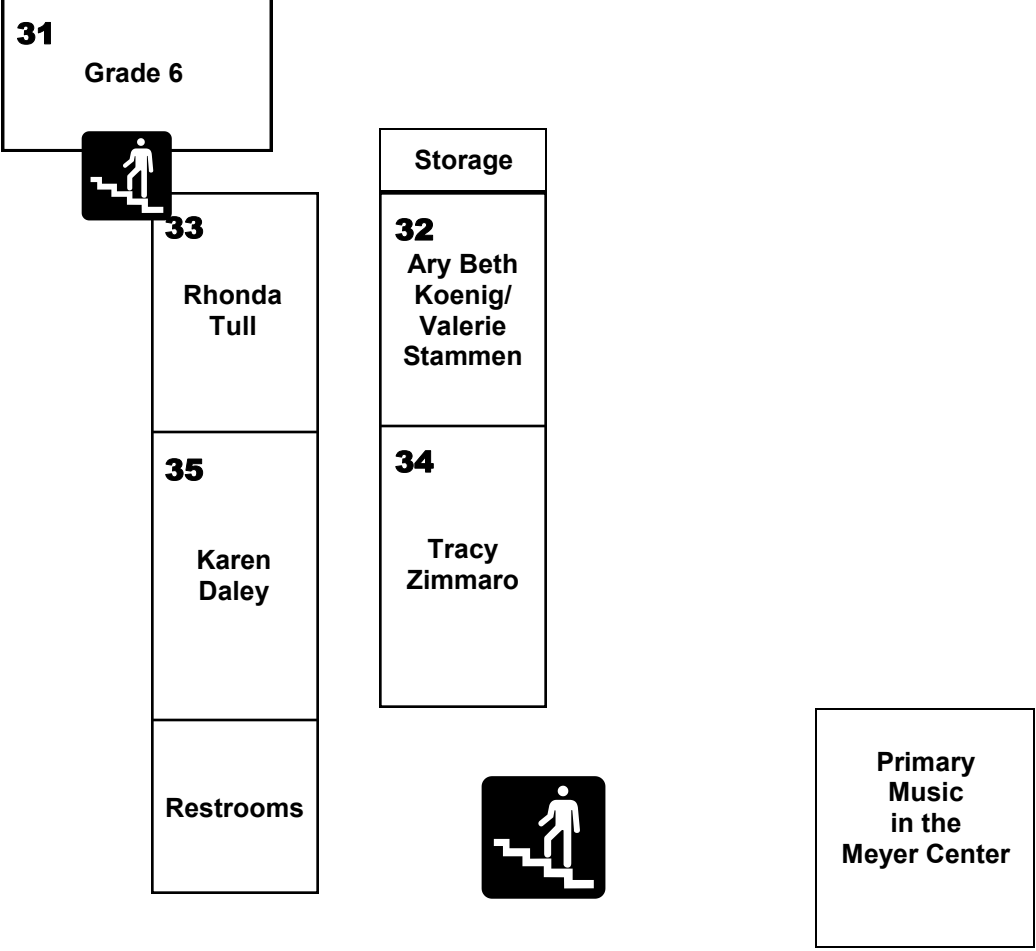 31
Grade 6
Storage
33
Rhonda
Tull
32
Ary Beth
Koenig/
Valerie
Stammen
35
Karen
Daley
34
Tracy
Zimmaro
Restrooms
Primary
Music
in the
Meyer Center